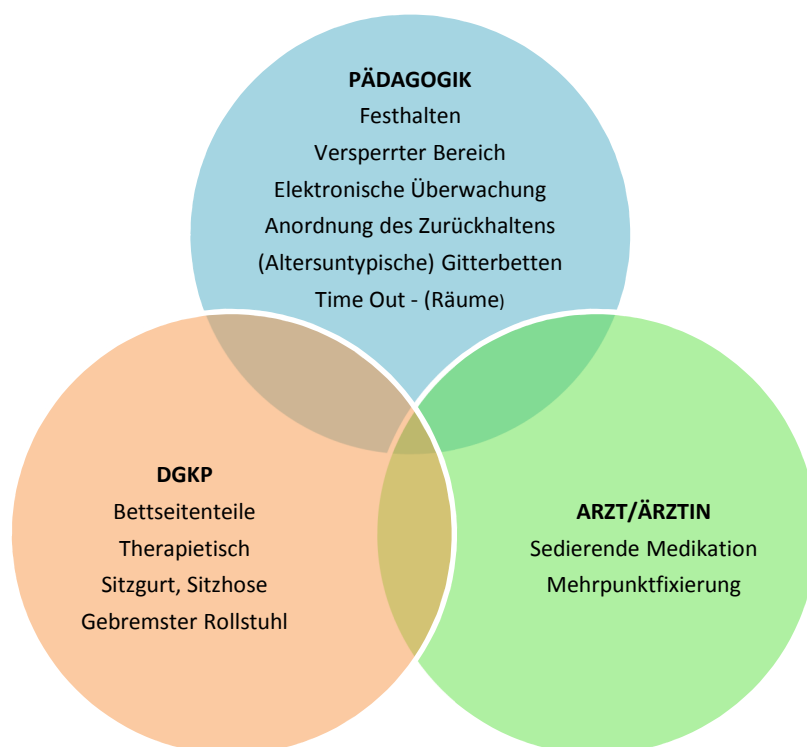 PÄDAGOGIK
Festhalten
Versperrter Bereich
Elektronische Überwachung
Anordnung des Zurückhaltens
(Altersuntypische) Gitterbetten
Time Out - (Räume)
DGKP
Bettseitenteile
Therapietisch
Sitzgurt, Sitzhose
Gebremster Rollstuhl
ARZT/ÄRZTIN
Sedierende Medikation
Mehrpunktfixierung